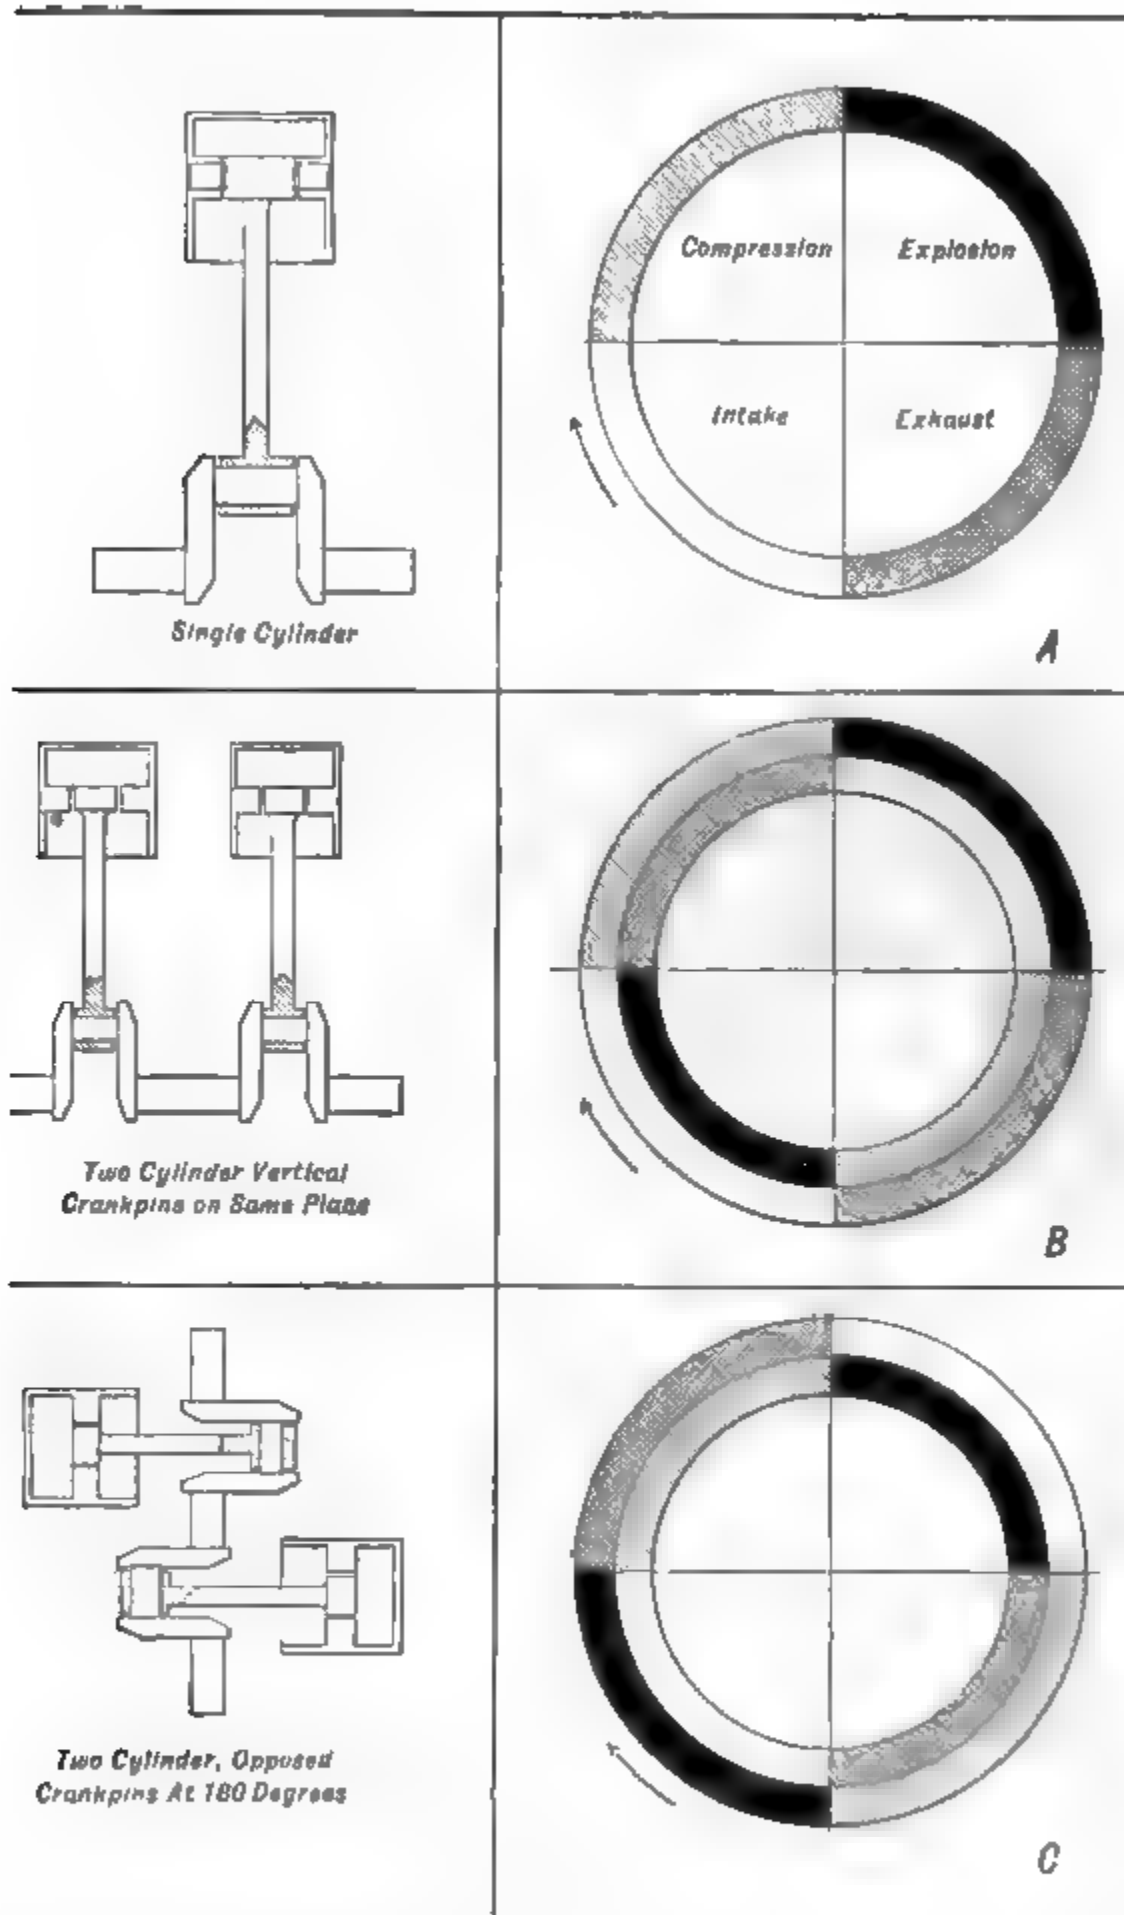 Compression
Explosion
Intake
Exhaust
Single Cylinder
A
Two Cylinder Vertical
Crankpins on Same Plane
B
Two Cylinder, Opposed
Crankpins At 180 Degrees
C